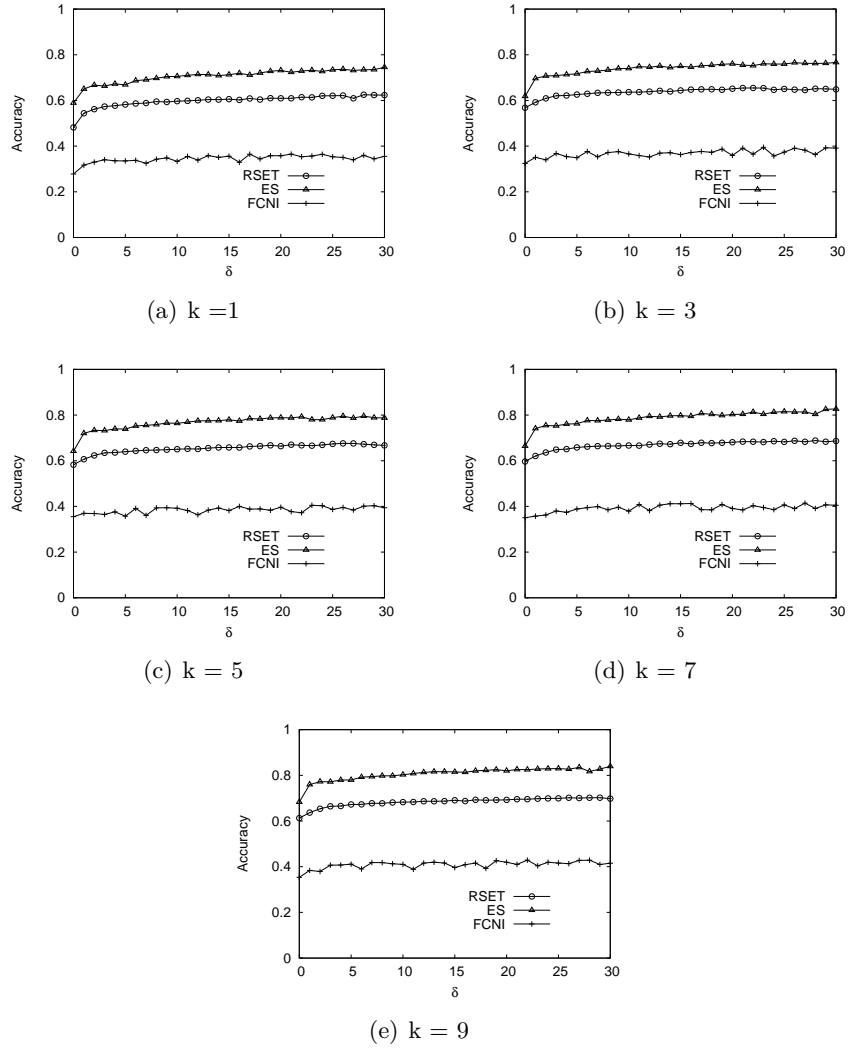 1
0.8
0.6
0.4
0.2
0
Accuracy
RSET
ES
FCNI
0 5 10 15 20 25 30
δ
(a) k =1
1
0.8
0.6
0.4
0.2
0
Accuracy
RSET
ES
FCNI
0 5 10 15 20 25 30
δ
(b) k = 3
1
0.8
0.6
0.4
0.2
0
Accuracy
RSET
ES
FCNI
0 5 10 15 20 25 30
δ
(c) k = 5
1
0.8
0.6
0.4
0.2
0
Accuracy
RSET
ES
FCNI
0 5 10 15 20 25 30
δ
(d) k = 7
1
0.8
0.6
0.4
0.2
0
Accuracy
RSET
ES
FCNI
0 5 10 15 20 25 30
δ
(e) k = 9